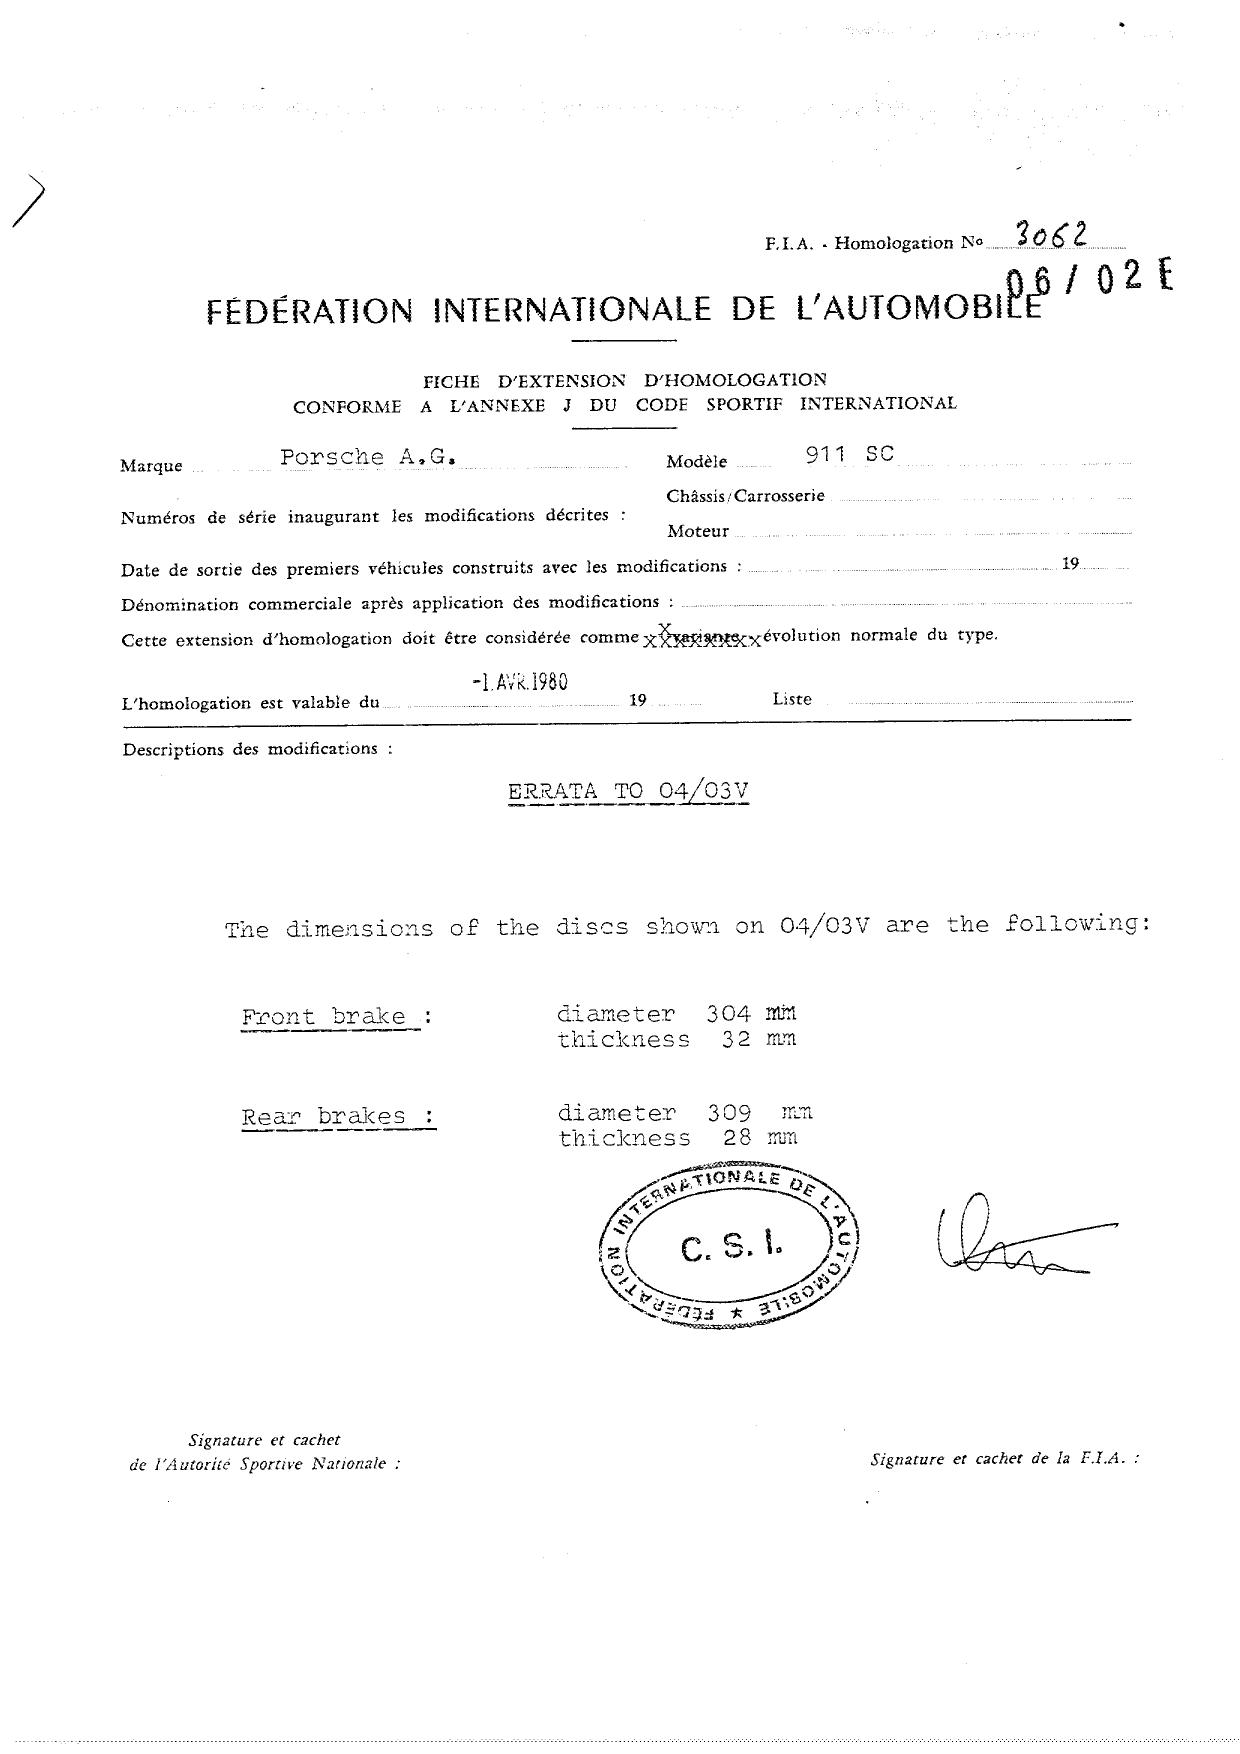 F.I.A. - Homologation Nº 3062
06/02E
FÉDÉRATION INTERNATIONALE DE L'AUTOMOBILE
FICHE D'EXTENSION D'HOMOLOGATION
CONFORME A L'ANNEXE J DU CODE SPORTIF INTERNATIONAL
Marque Porsche A.G. Modèle 911 SC
Châssis/Carrosserie
Numéros de série inaugurant les modifications décrites :
Moteur
Date de sortie des premiers véhicules construits avec les modifications : 19
Dénomination commerciale après application des modifications :
Cette extension d'homologation doit être considérée comme évolution normale du type.
-1.AVR.1980
L'homologation est valable du 19 Liste
Descriptions des modifications :
ERRATA TO 04/03V
The dimensions of the discs shown on 04/03V are the following:
Front brake : diameter 304 mm
thickness 32 mm
Rear brakes : diameter 309 mm
thickness 28 mm
FÉDÉRATION INTERNATIONALE DE L'AUTOMOBILE ★
C. S. I.
Signature et cachet
de l'Autorité Sportive Nationale :
Signature et cachet de la F.I.A. :